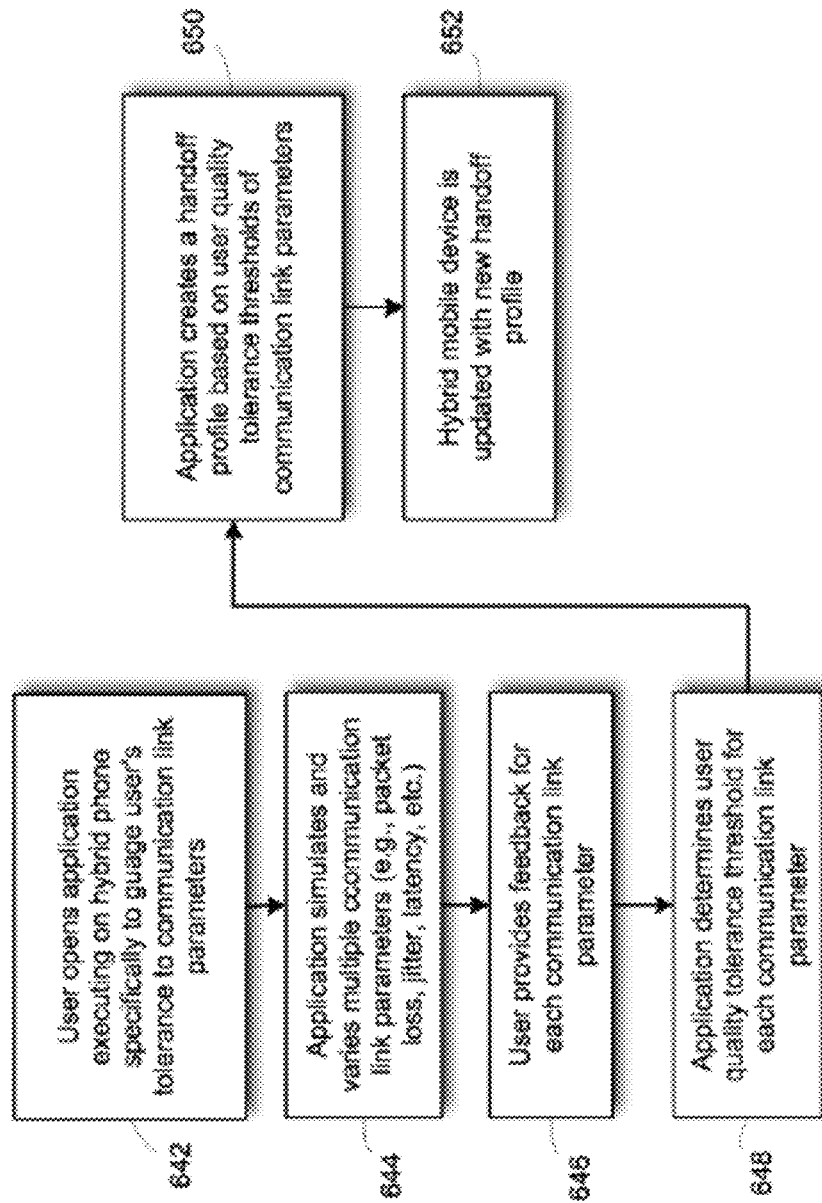 642
User opens application
executing on hybrid phone
specifically to guage user's
tolerance to communication link
parameters
644
Application simulates and
varies multiple ccommunication
link parameters (e.g., packet
loss, jitter, latency, etc.)
646
User provides feedback for
each communication link
parameter
648
Application determines user
quality tolerance threshold for
each communication link
parameter
650
Application creates a handoff
profile based on user quality
tolerance thresholds of
communication link parameters
652
Hybrid mobile device is
updated with new handoff
profile